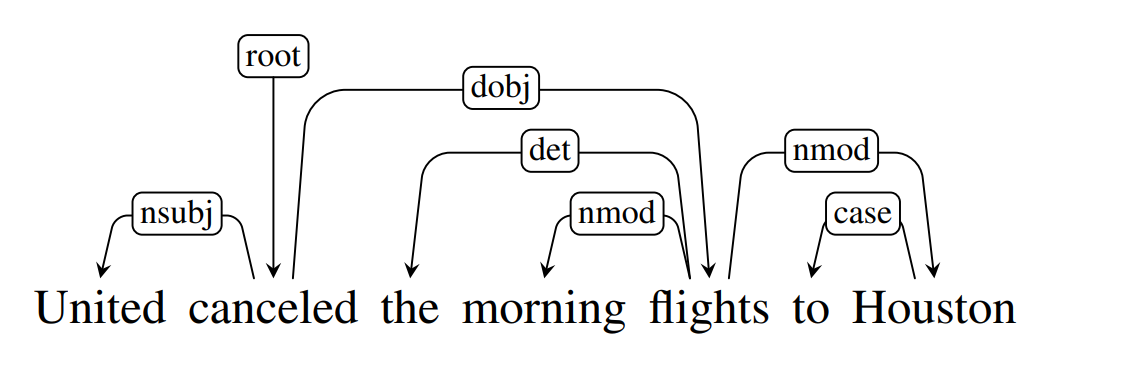 root
dobj
det
nmod
nsubj
nmod
case
United canceled the morning flights to Houston